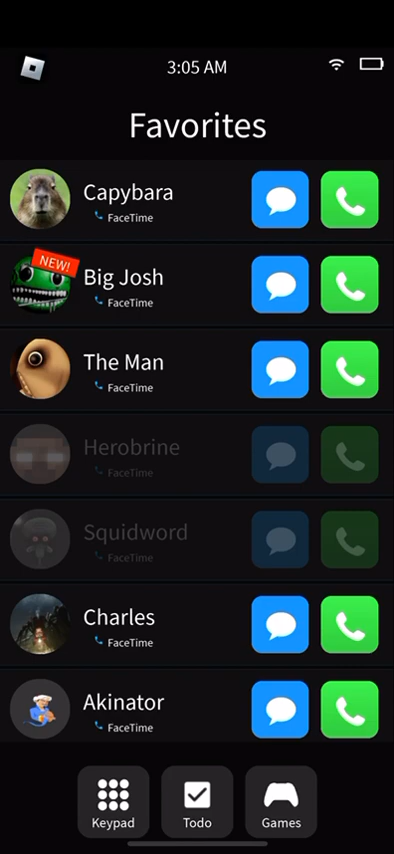 3:05 AM
Favorites
Capybara
FaceTime
NEW!
Big Josh
FaceTime
The Man
FaceTime
Herobrine
FaceTime
Squidword
FaceTime
Charles
FaceTime
Akinator
FaceTime
Keypad
Todo
Games